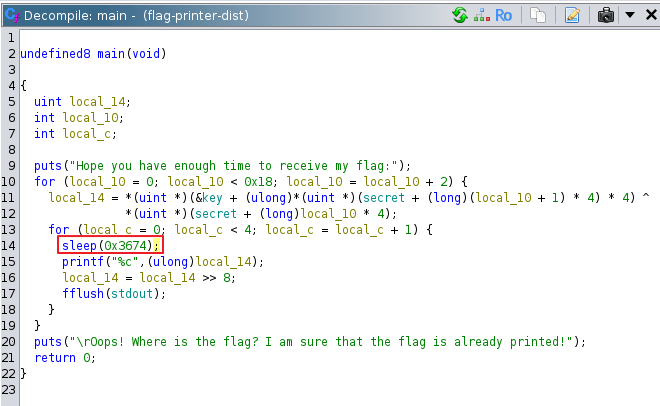 Decompile: main - (flag-printer-dist)
Ro
1
2 undefined8 main(void)
3
4 {
5 uint local_14;
6 int local_10;
7 int local_c;
8
9 puts("Hope you have enough time to receive my flag:");
10 for (local_10 = 0; local_10 < 0x18; local_10 = local_10 + 2) {
11 local_14 = *(uint *)(&key + (ulong)*(uint *)(secret + (long)(local_10 + 1) * 4) * 4) ^
12 *(uint *)(secret + (long)local_10 * 4);
13 for (local_c = 0; local_c < 4; local_c = local_c + 1) {
14 sleep(0x3674);
15 printf("%c",(ulong)local_14);
16 local_14 = local_14 >> 8;
17 fflush(stdout);
18 }
19 }
20 puts("\rOops! Where is the flag? I am sure that the flag is already printed!");
21 return 0;
22 }
23